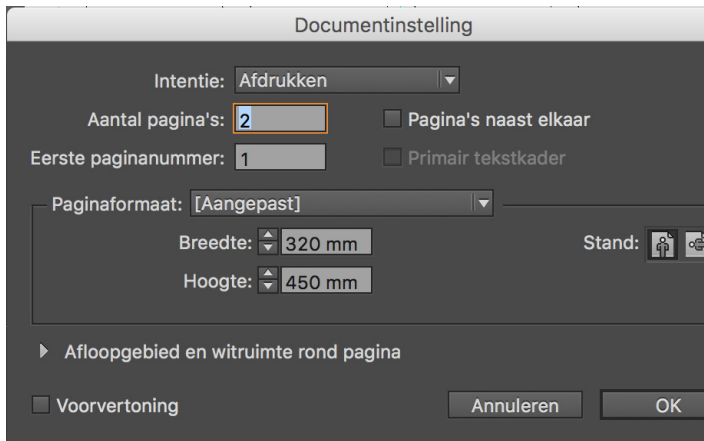 Documentinstelling
Intentie: Afdrukken
Aantal pagina's: 2
Pagina's naast elkaar
Eerste paginanummer: 1
Primair tekstkader
Paginaformaat: [Aangepast]
Breedte: 320 mm
Stand:
Hoogte: 450 mm
Afloopgebied en witruimte rond pagina
Voorvertoning
Annuleren
OK